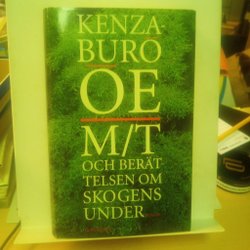 KENZA-
BURO
OE
M/T
OCH BERÄT
TELSEN OM
SKOGENS
UNDER